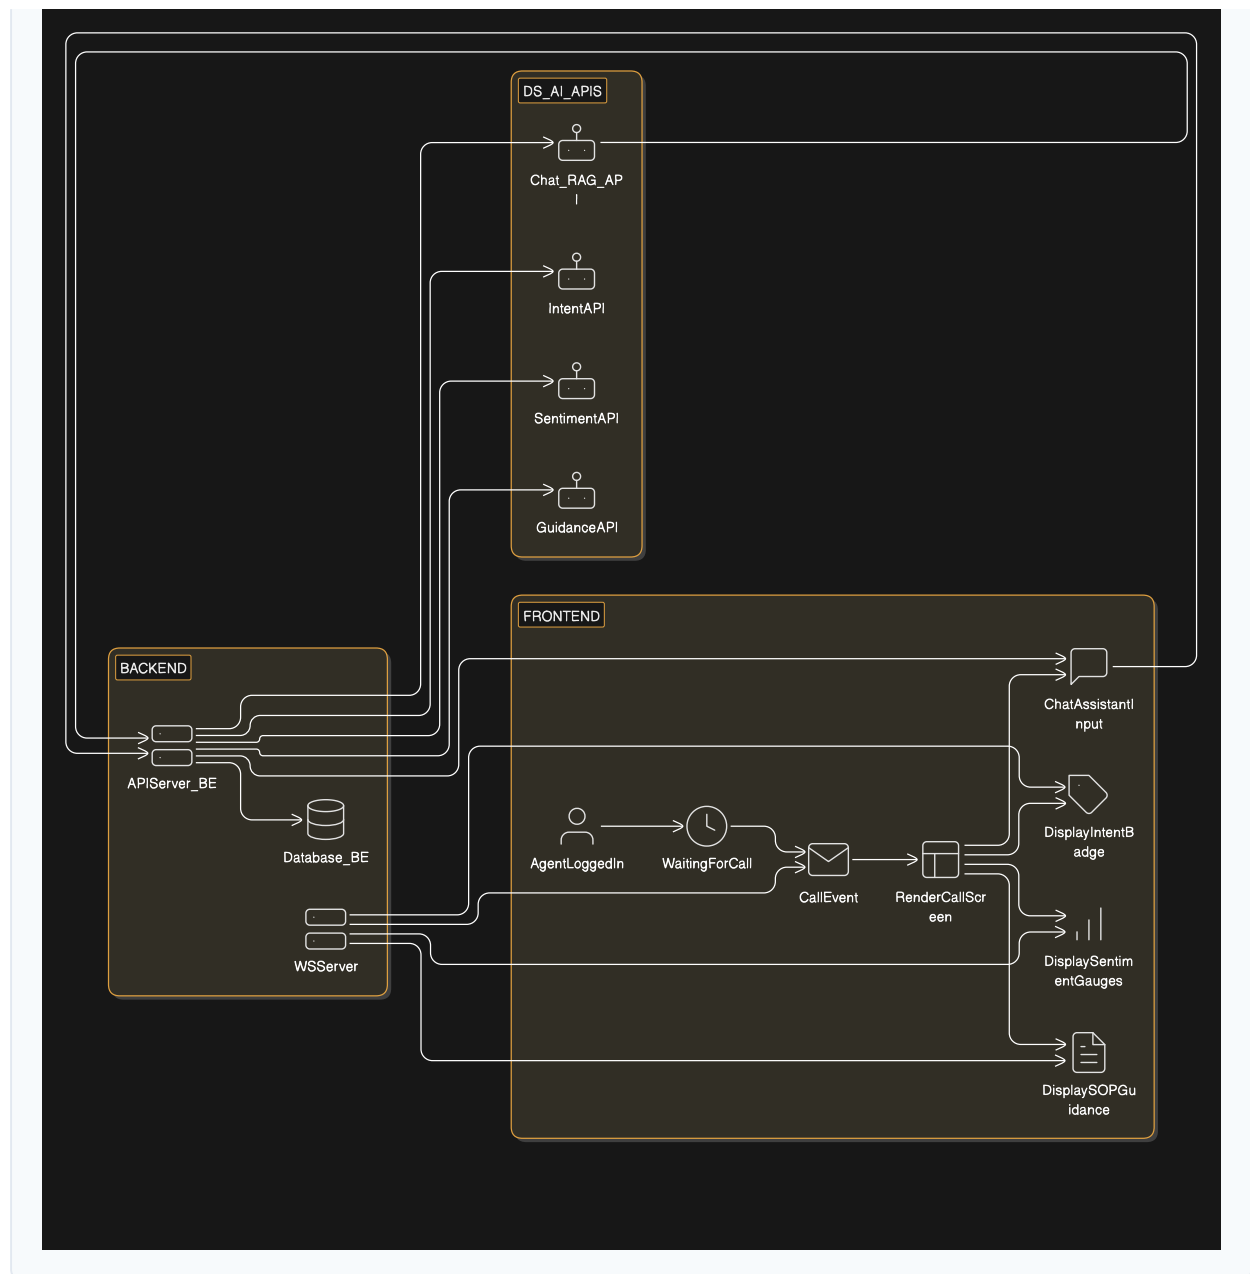 DS_AI_APIS
Chat_RAG_AP
I
IntentAPI
SentimentAPI
GuidanceAPI
FRONTEND
BACKEND
ChatAssistantI
nput
APIServer_BE
DisplayIntentB
adge
Database_BE
AgentLoggedIn
WaitingForCall
CallEvent
RenderCallScr
een
WSServer
DisplaySentim
entGauges
DisplaySOPGu
idance